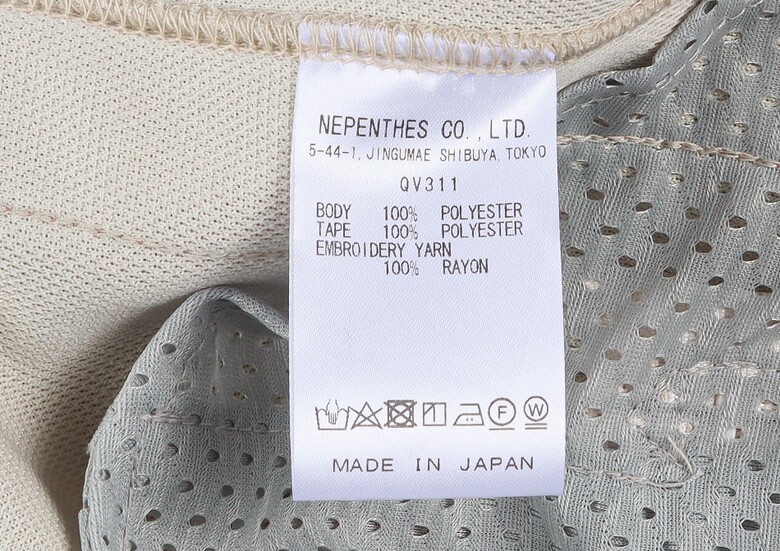 NEPENTHES CO.,LTD.
5-44-1, JINGUMAE SHIBUYA, TOKYO
QV311
BODY 100% POLYESTER
TAPE 100% POLYESTER
EMBROIDERY YARN
100% RAYON
F W
MADE IN JAPAN